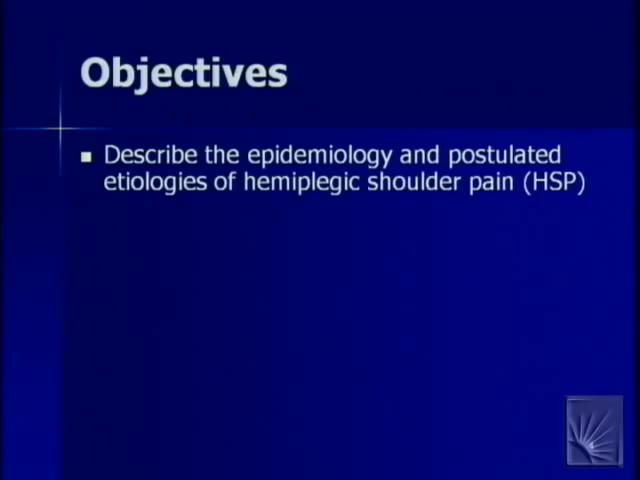 Objectives
Describe the epidemiology and postulated
etiologies of hemiplegic shoulder pain (HSP)